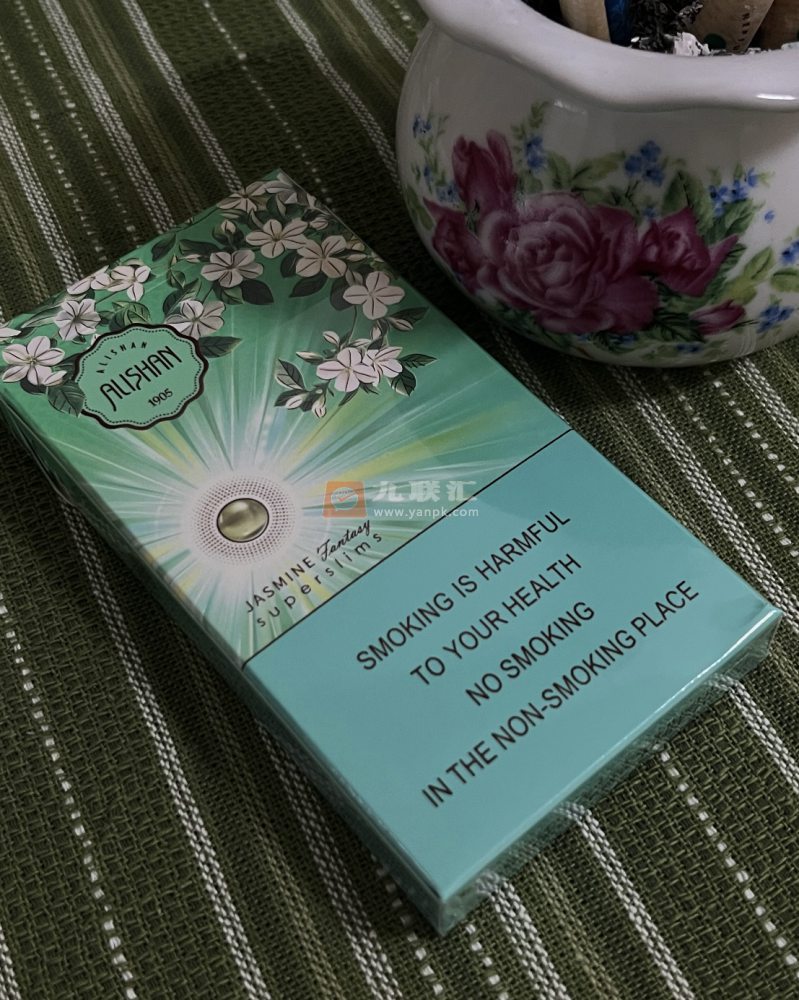 ALISHAN
ALISHAN
1905
九联汇
www.yanpk.com
JASMINE Fantasy
superslims
SMOKING IS HARMFUL
TO YOUR HEALTH
NO SMOKING
IN THE NON-SMOKING PLACE